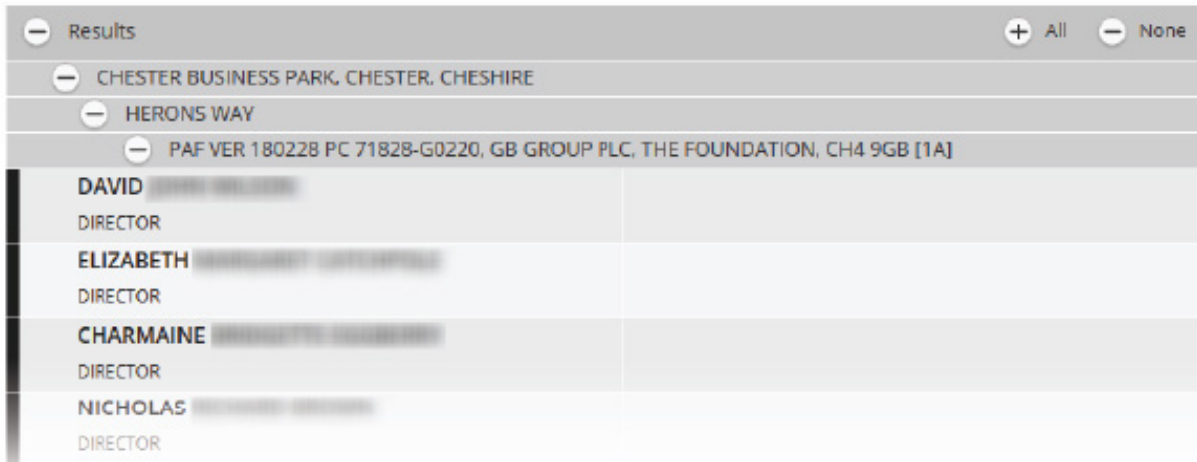 Results All None
CHESTER BUSINESS PARK, CHESTER, CHESHIRE
HERONS WAY
PAF VER 180228 PC 71828-G0220, GB GROUP PLC, THE FOUNDATION, CH4 9GB [1A]
DAVID
DIRECTOR
ELIZABETH
DIRECTOR
CHARMAINE
DIRECTOR
NICHOLAS
DIRECTOR